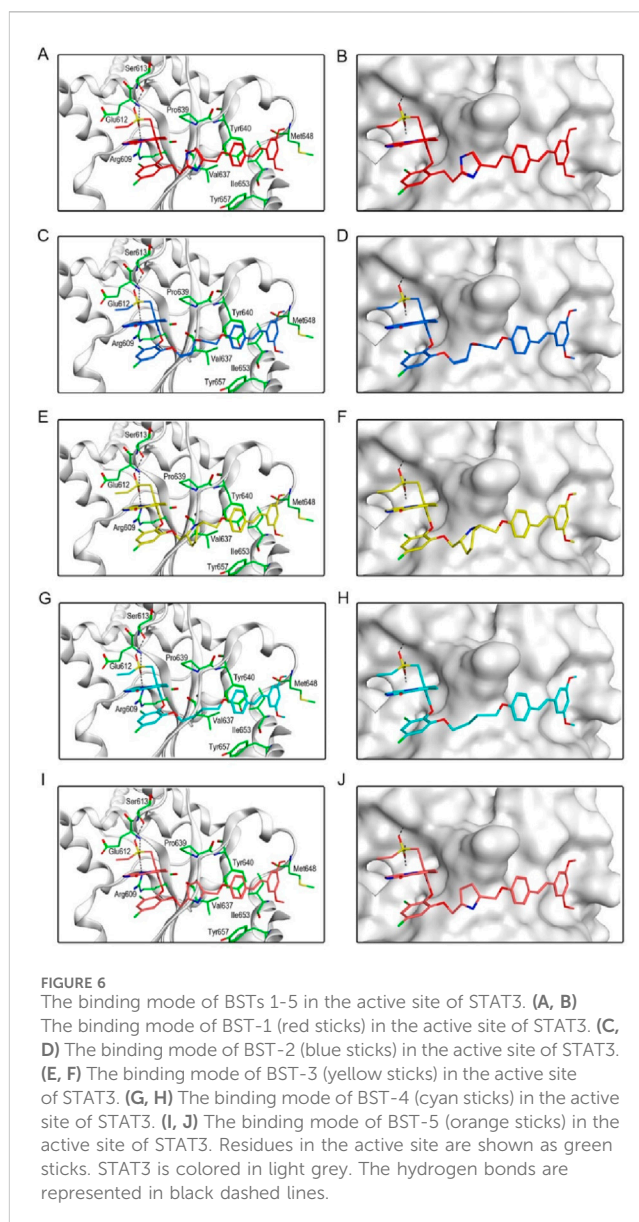 A
Ser613
Glu612
Pro639
Tyr640
Met648
Arg609
Val637
Ile653
Tyr657
B
C
Ser613
Glu612
Pro639
Tyr640
Met648
Arg609
Val637
Ile653
Tyr657
D
E
Ser613
Glu612
Pro639
Tyr640
Met648
Arg609
Val637
Ile653
Tyr657
F
G
Ser613
Glu612
Pro639
Tyr640
Met648
Arg609
Val637
Ile653
Tyr657
H
I
Ser613
Glu612
Pro639
Tyr640
Met648
Arg609
Val637
Ile653
Tyr657
J
FIGURE 6
The binding mode of BSTs 1-5 in the active site of STAT3. (A, B)
The binding mode of BST-1 (red sticks) in the active site of STAT3. (C,
D) The binding mode of BST-2 (blue sticks) in the active site of STAT3.
(E, F) The binding mode of BST-3 (yellow sticks) in the active site
of STAT3. (G, H) The binding mode of BST-4 (cyan sticks) in the active
site of STAT3. (I, J) The binding mode of BST-5 (orange sticks) in the
active site of STAT3. Residues in the active site are shown as green
sticks. STAT3 is colored in light grey. The hydrogen bonds are
represented in black dashed lines.